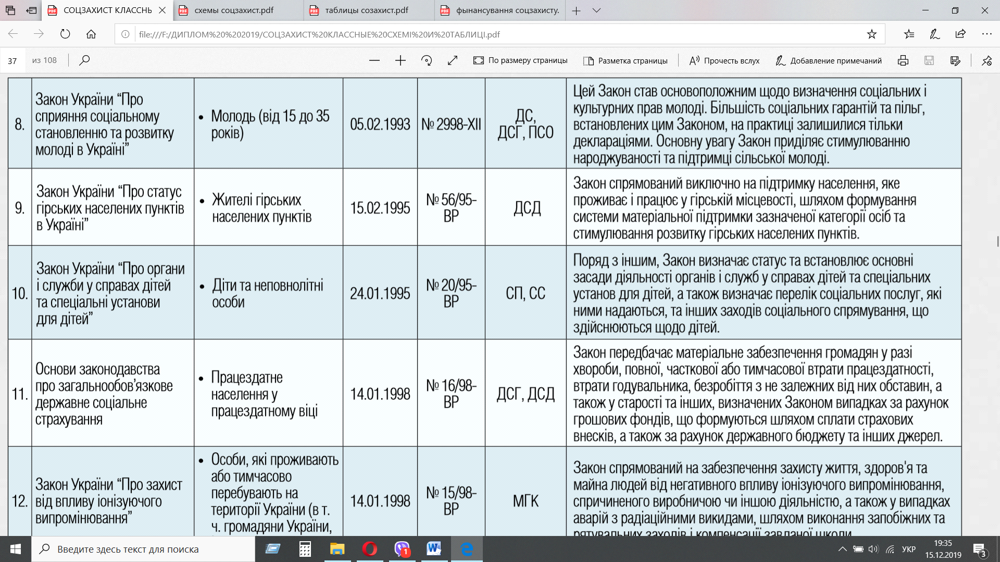 СОЦЗАХИСТ КЛАССНЬ
схемы соцзахист.pdf
таблицы созахист.pdf
фынансування соцзахисту.
file:///F:/ДИПЛОМ%20%202019/СОЦЗАХИСТ%20КЛАССНЫЕ%20СХЕМІ%20И%20ТАБЛИЦІ.pdf
37 из 108
По размеру страницы
Разметка страницы
Прочесть вслух
Добавление примечаний
8.
Закон України “Про
сприяння соціальному
становленню та розвитку
молоді в Україні”
• Молодь (від 15 до 35
років)
05.02.1993
№ 2998-XII
ДС,
ДСГ, ПСО
Цей Закон став основоположним щодо визначення соціальних і
культурних прав молоді. Більшість соціальних гарантій та пільг,
встановлених цим Законом, на практиці залишилися тільки
деклараціями. Основну увагу Закон приділяє стимулюванню
народжуваності та підтримці сільської молоді.
9.
Закон України “Про статус
гірських населених пунктів
в Україні”
• Жителі гірських
населених пунктів
15.02.1995
№ 56/95-
ВР
ДСД
Закон спрямований виключно на підтримку населення, яке
проживає і працює у гірській місцевості, шляхом формування
системи матеріальної підтримки зазначеної категорії осіб та
стимулювання розвитку гірських населених пунктів.
10.
Закон України “Про органи
і служби у справах дітей
та спеціальні установи
для дітей”
• Діти та неповнолітні
особи
24.01.1995
№ 20/95-
ВР
СП, СС
Поряд з іншим, Закон визначає статус та встановлює основні
засади діяльності органів і служб у справах дітей та спеціальних
установ для дітей, а також визначає перелік соціальних послуг, які
ними надаються, та інших заходів соціального спрямування, що
здійснюються щодо дітей.
11.
Основи законодавства
про загальнообов’язкове
державне соціальне
страхування
• Працездатне
населення у
працездатному віці
14.01.1998
№ 16/98-
ВР
ДСГ, ДСД
Закон передбачає матеріальне забезпечення громадян у разі
хвороби, повної, часткової або тимчасової втрати працездатності,
втрати годувальника, безробіття з не залежних від них обставин, а
також у старості та інших, визначених Законом випадках за рахунок
грошових фондів, що формуються шляхом сплати страхових
внесків, а також за рахунок державного бюджету та інших джерел.
12.
Закон України “Про захист
від впливу іонізуючого
випромінювання”
• Особи, які проживають
або тимчасово
перебувають на
території України (в т.
ч. громадяни України,
14.01.1998
№ 15/98-
ВР
МГК
Закон спрямований на забезпечення захисту життя, здоров'я та
майна людей від негативного впливу іонізуючого випромінювання,
спричиненого виробничою чи іншою діяльністю, а також у випадках
аварій з радіаційними викидами, шляхом виконання запобіжних та
рятувальних заходів і компенсації завданої шкоди
Введите здесь текст для поиска
1
УКР
19:35
15.12.2019
3